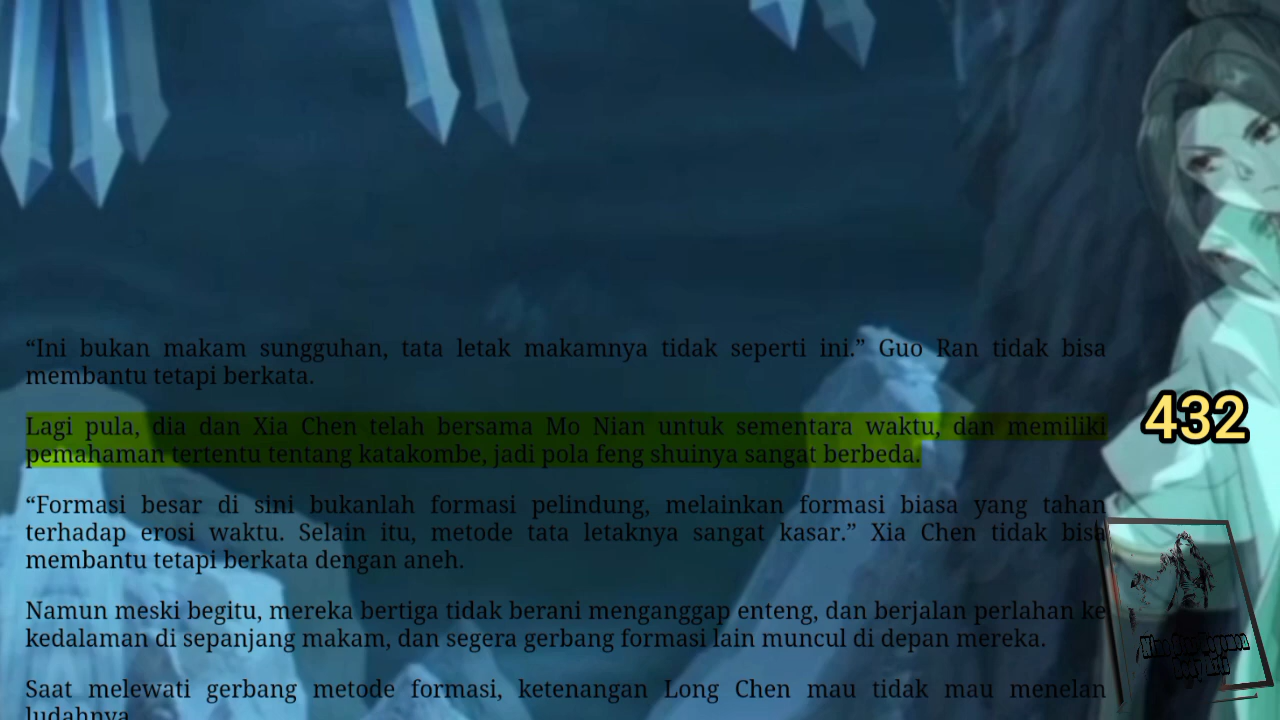 “Ini bukan makam sungguhan, tata letak makamnya tidak seperti ini.” Guo Ran tidak bisa
membantu tetapi berkata.
Lagi pula, dia dan Xia Chen telah bersama Mo Nian untuk sementara waktu, dan memiliki
pemahaman tertentu tentang katakombe, jadi pola feng shuinya sangat berbeda.
432
“Formasi besar di sini bukanlah formasi pelindung, melainkan formasi biasa yang tahan
terhadap erosi waktu. Selain itu, metode tata letaknya sangat kasar.” Xia Chen tidak bisa
membantu tetapi berkata dengan aneh.
Namun meski begitu, mereka bertiga tidak berani menganggap enteng, dan berjalan perlahan ke
kedalaman di sepanjang makam, dan segera gerbang formasi lain muncul di depan mereka.
Saat melewati gerbang metode formasi, ketenangan Long Chen mau tidak mau menelan
ludahnya.